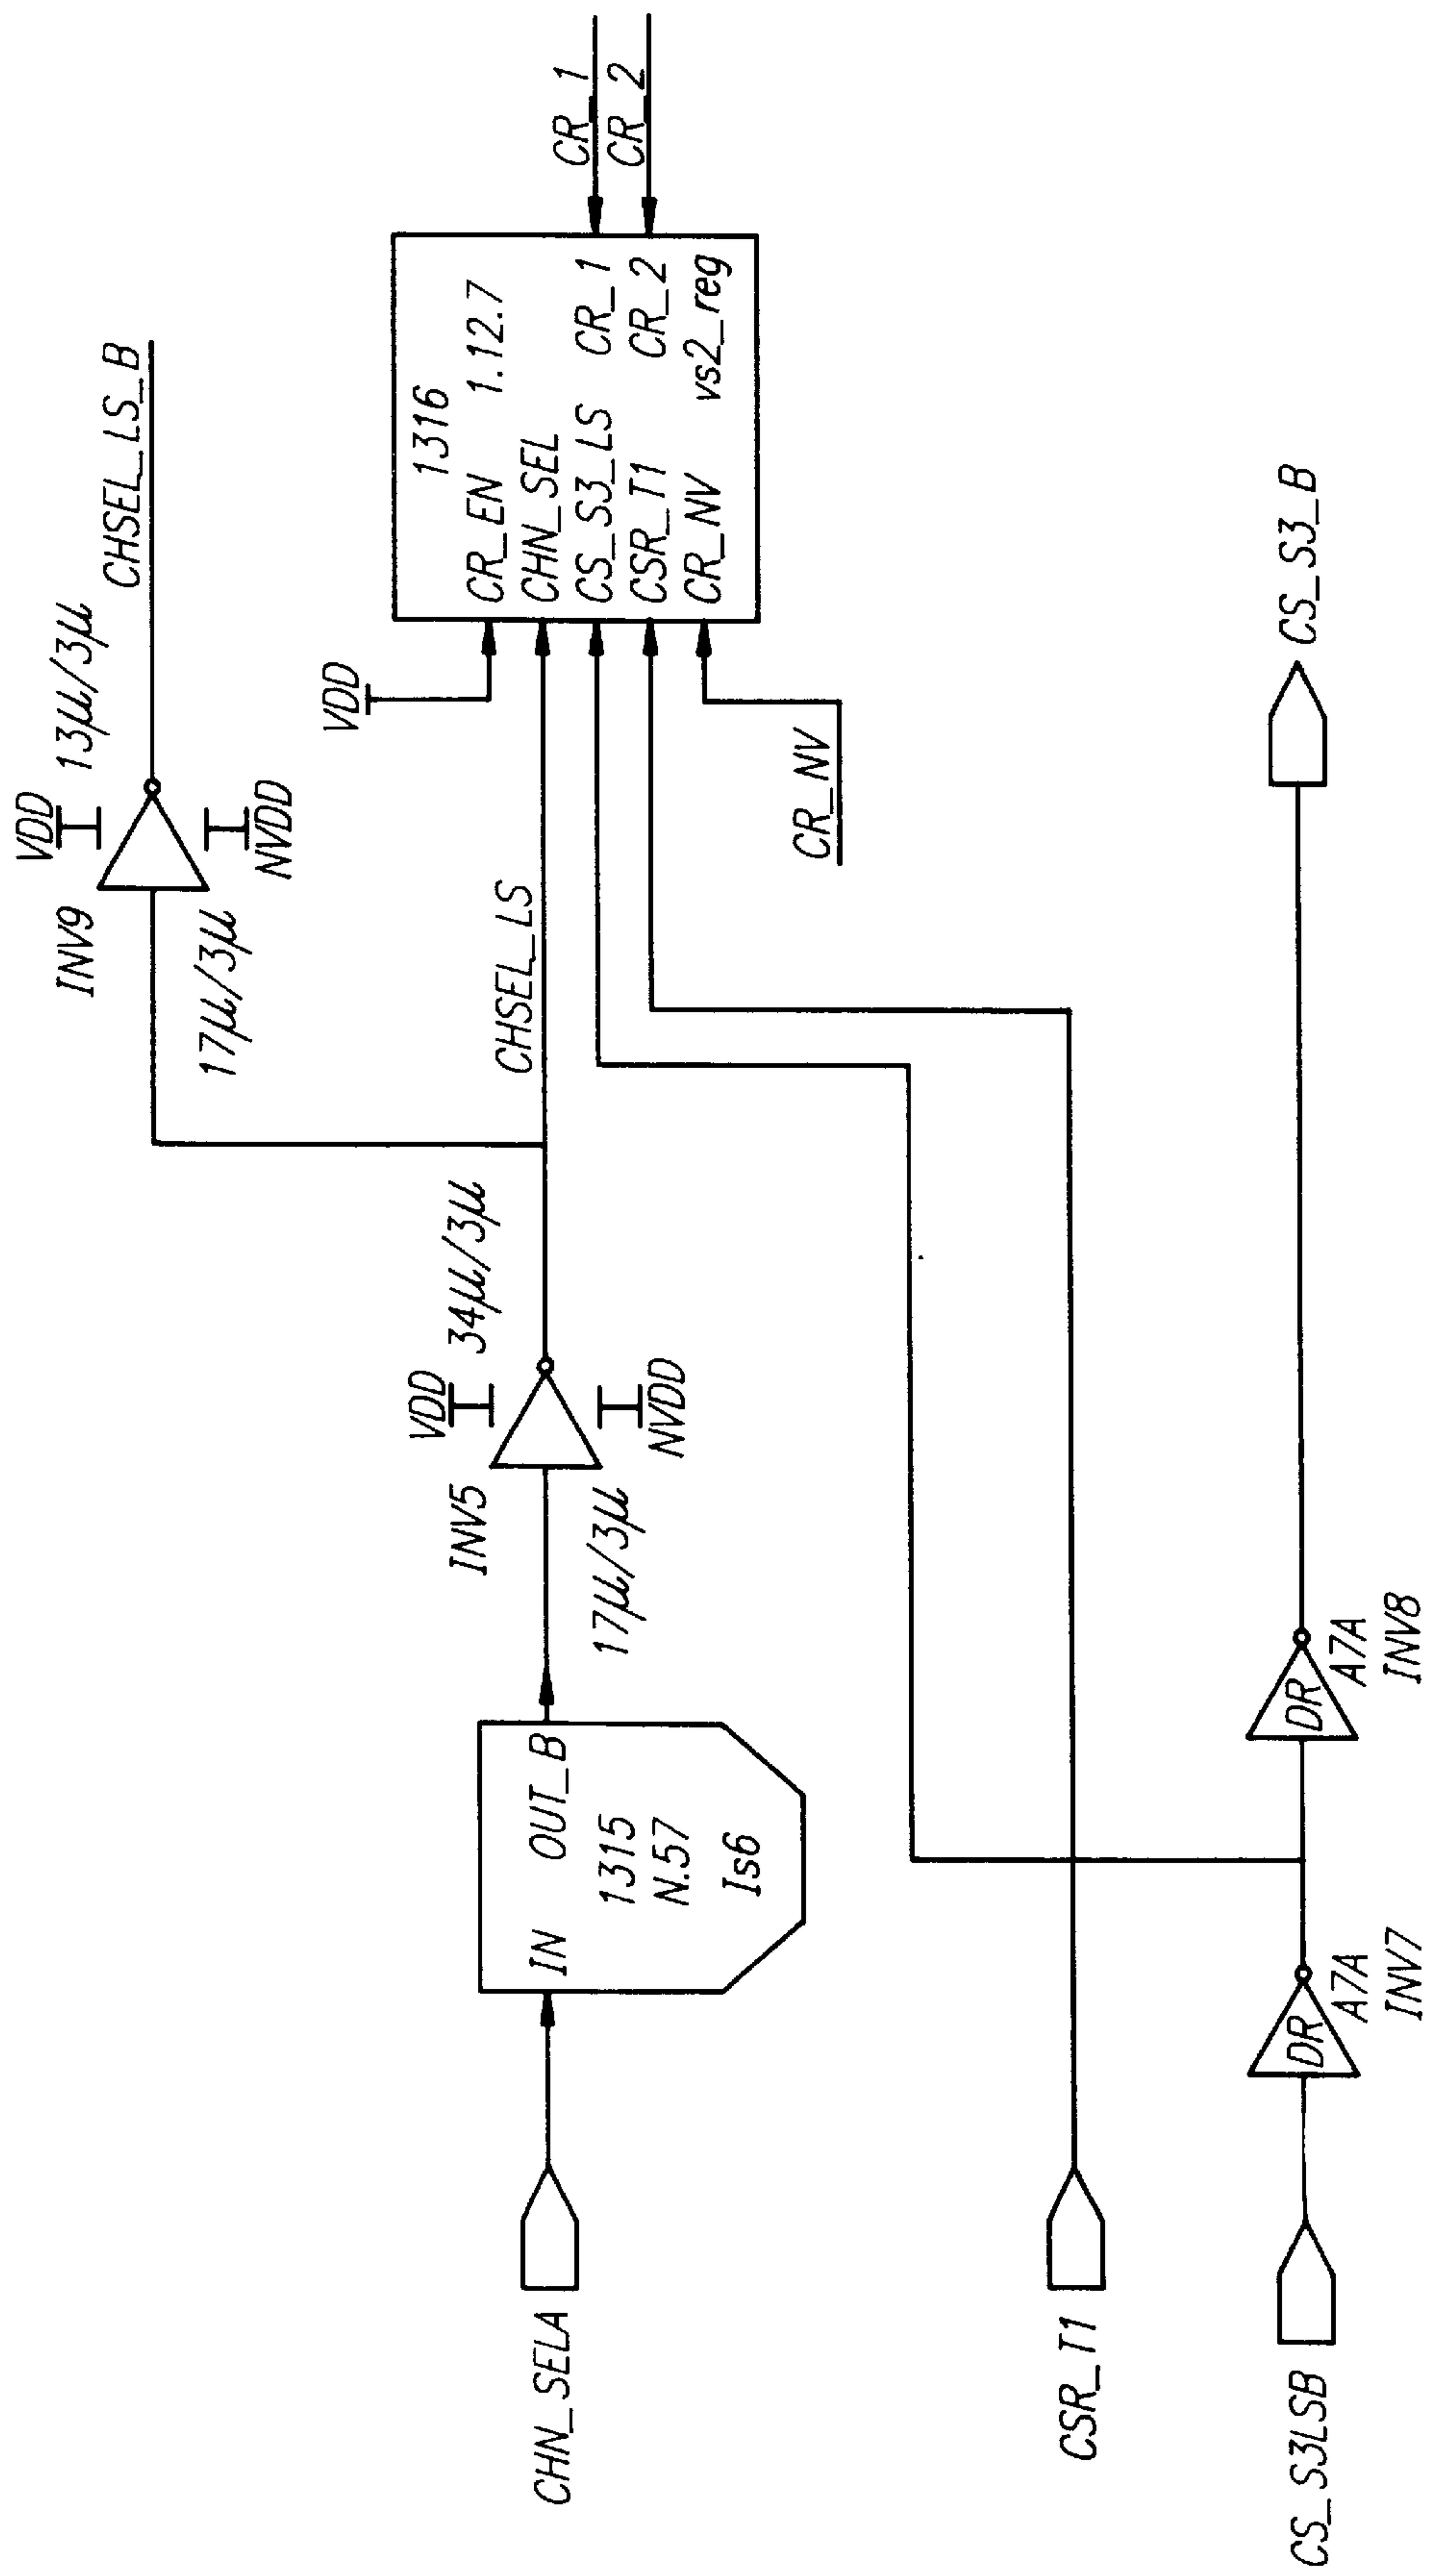 VDD
INV9
13µ/3µ
17µ/3µ
NVDD
CHSEL_LS_B
VDD
INV5
34µ/3µ
17µ/3µ
NVDD
CHSEL_LS
CHN_SELA
IN OUT_B
1315
N.57
Is6
VDD
1316
CR_EN 1.12.7
CHN_SEL
CS_S3_LS CR_1
CSR_T1 CR_2
CR_NV vs2_reg
CR_1
CR_2
CR_NV
CSR_T1
CS_S3LSB
DR
A7A
INV7
DR
A7A
INV8
CS_S3_B